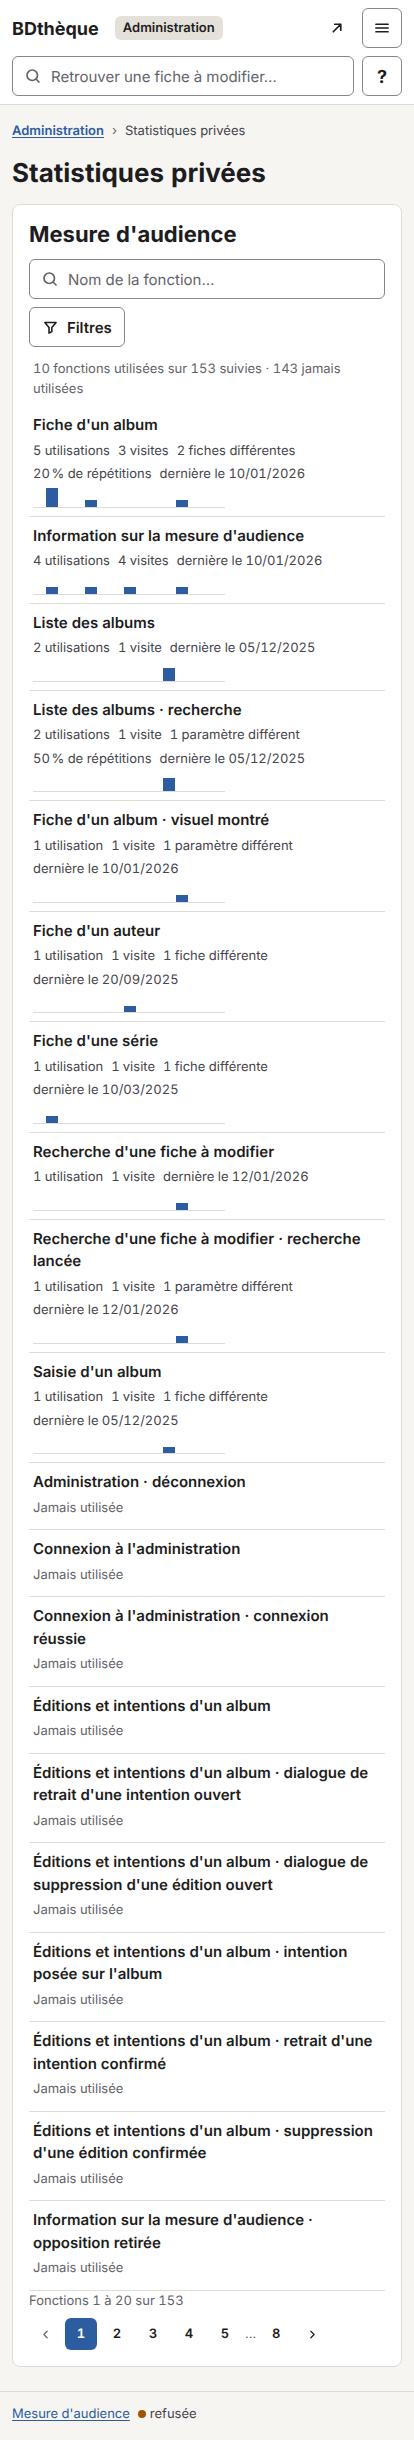 BDthèque Administration
Retrouver une fiche à modifier... ?
Administration › Statistiques privées
Statistiques privées
Mesure d'audience
Nom de la fonction...
Filtres
10 fonctions utilisées sur 153 suivies · 143 jamais
utilisées
Fiche d'un album
5 utilisations 3 visites 2 fiches différentes
20 % de répétitions dernière le 10/01/2026
Information sur la mesure d'audience
4 utilisations 4 visites dernière le 10/01/2026
Liste des albums
2 utilisations 1 visite dernière le 05/12/2025
Liste des albums · recherche
2 utilisations 1 visite 1 paramètre différent
50 % de répétitions dernière le 05/12/2025
Fiche d'un album · visuel montré
1 utilisation 1 visite 1 paramètre différent
dernière le 10/01/2026
Fiche d'un auteur
1 utilisation 1 visite 1 fiche différente
dernière le 20/09/2025
Fiche d'une série
1 utilisation 1 visite 1 fiche différente
dernière le 10/03/2025
Recherche d'une fiche à modifier
1 utilisation 1 visite dernière le 12/01/2026
Recherche d'une fiche à modifier · recherche
lancée
1 utilisation 1 visite 1 paramètre différent
dernière le 12/01/2026
Saisie d'un album
1 utilisation 1 visite 1 fiche différente
dernière le 05/12/2025
Administration · déconnexion
Jamais utilisée
Connexion à l'administration
Jamais utilisée
Connexion à l'administration · connexion
réussie
Jamais utilisée
Éditions et intentions d'un album
Jamais utilisée
Éditions et intentions d'un album · dialogue de
retrait d'une intention ouvert
Jamais utilisée
Éditions et intentions d'un album · dialogue de
suppression d'une édition ouvert
Jamais utilisée
Éditions et intentions d'un album · intention
posée sur l'album
Jamais utilisée
Éditions et intentions d'un album · retrait d'une
intention confirmé
Jamais utilisée
Éditions et intentions d'un album · suppression
d'une édition confirmée
Jamais utilisée
Information sur la mesure d'audience ·
opposition retirée
Jamais utilisée
Fonctions 1 à 20 sur 153
‹ 1 2 3 4 5 ... 8 ›
Mesure d'audience refusée